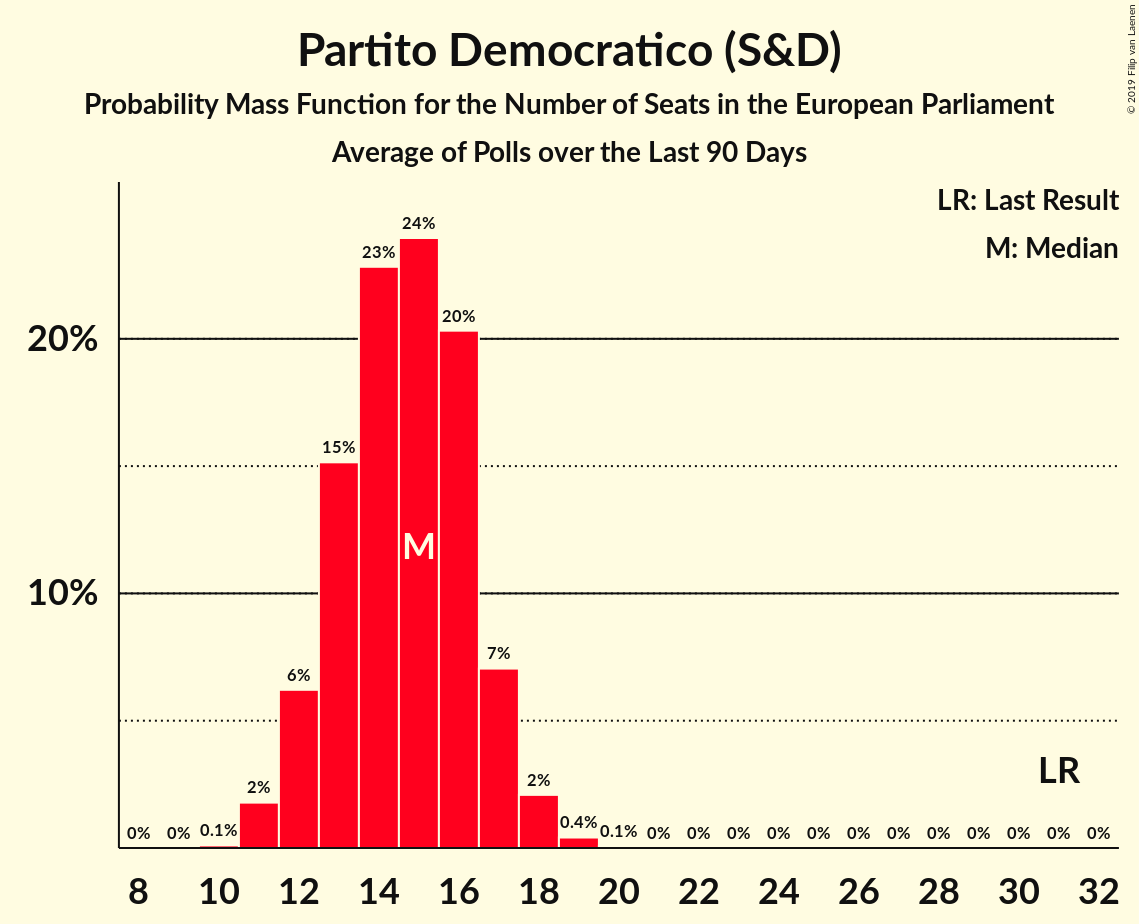 Partito Democratico (S&D)
Probability Mass Function for the Number of Seats in the European Parliament
Average of Polls over the Last 90 Days
© 2019 Filip van Laenen
LR: Last Result
M: Median
20%
10%
0% 0% 0.1% 2% 6% 15% 23% 24% 20% 7% 2% 0.4% 0.1% 0% 0% 0% 0% 0% 0% 0% 0% 0% 0% 0% 0%
M
LR
8 10 12 14 16 18 20 22 24 26 28 30 32